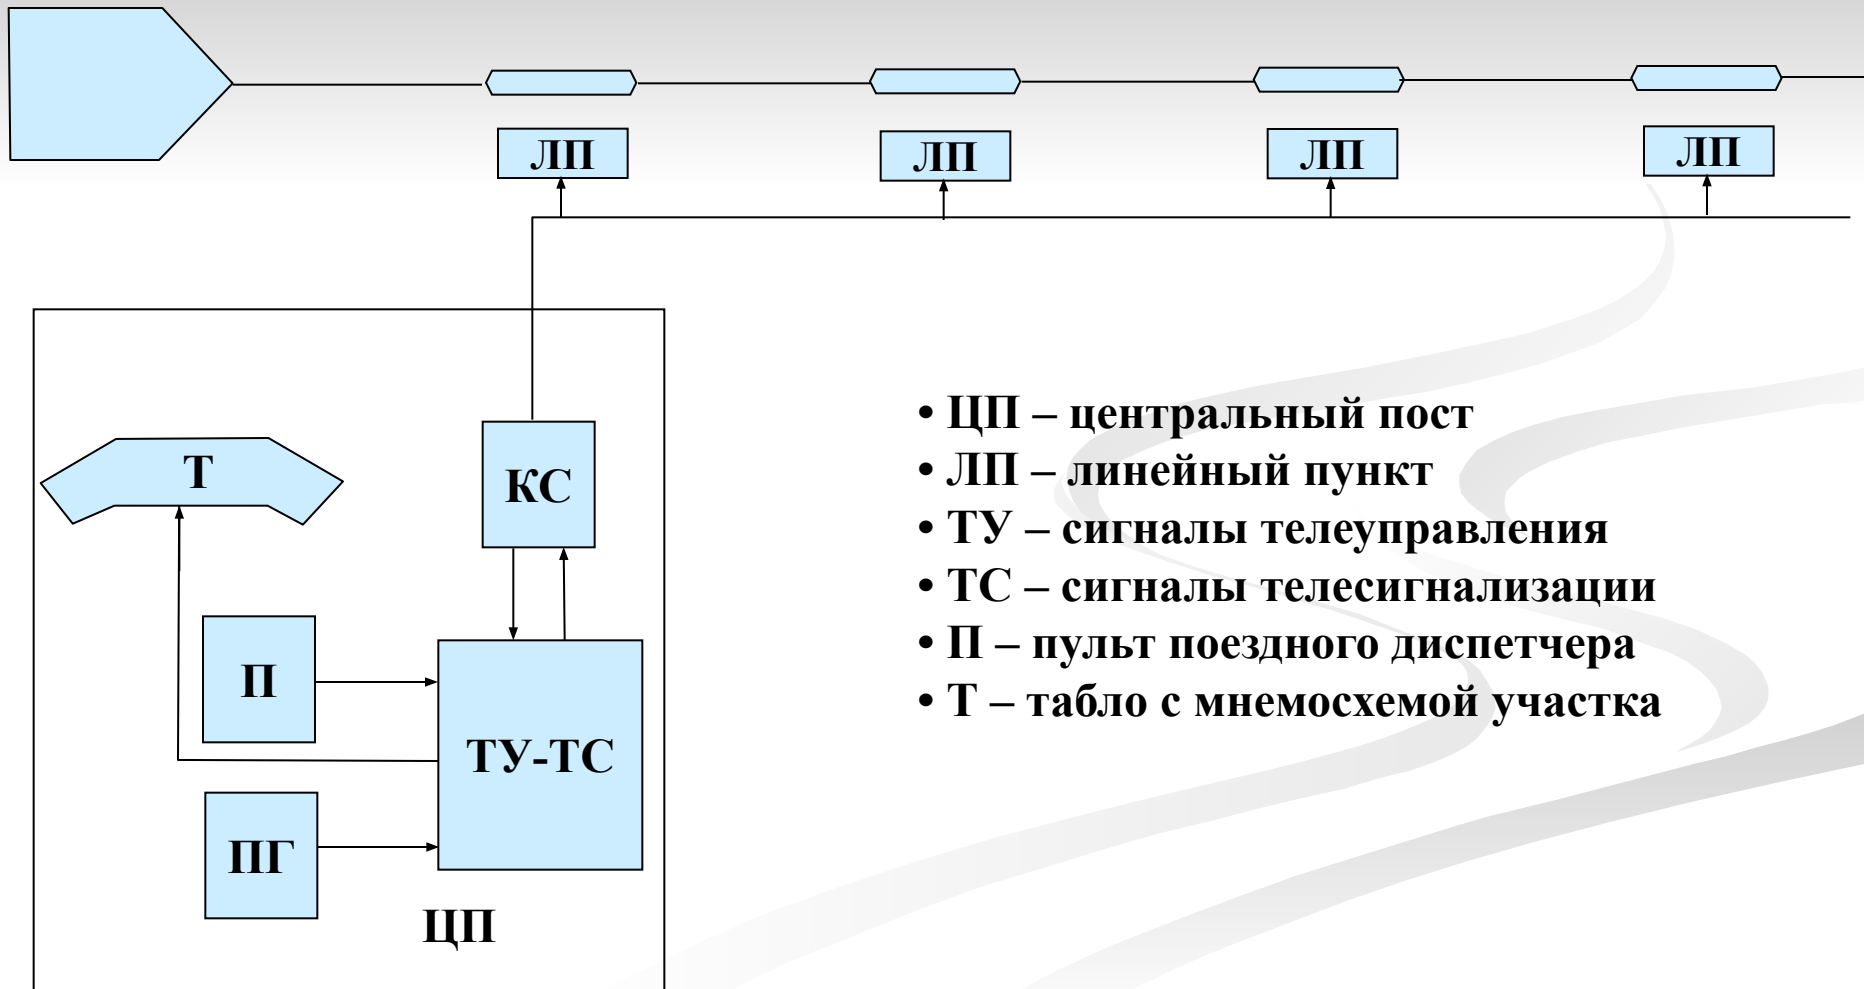 ЛП
ЛП
ЛП
ЛП
Т
КС
П
ТУ-ТС
ПГ
ЦП
• ЦП – центральный пост
• ЛП – линейный пункт
• ТУ – сигналы телеуправления
• ТС – сигналы телесигнализации
• П – пульт поездного диспетчера
• Т – табло с мнемосхемой участка